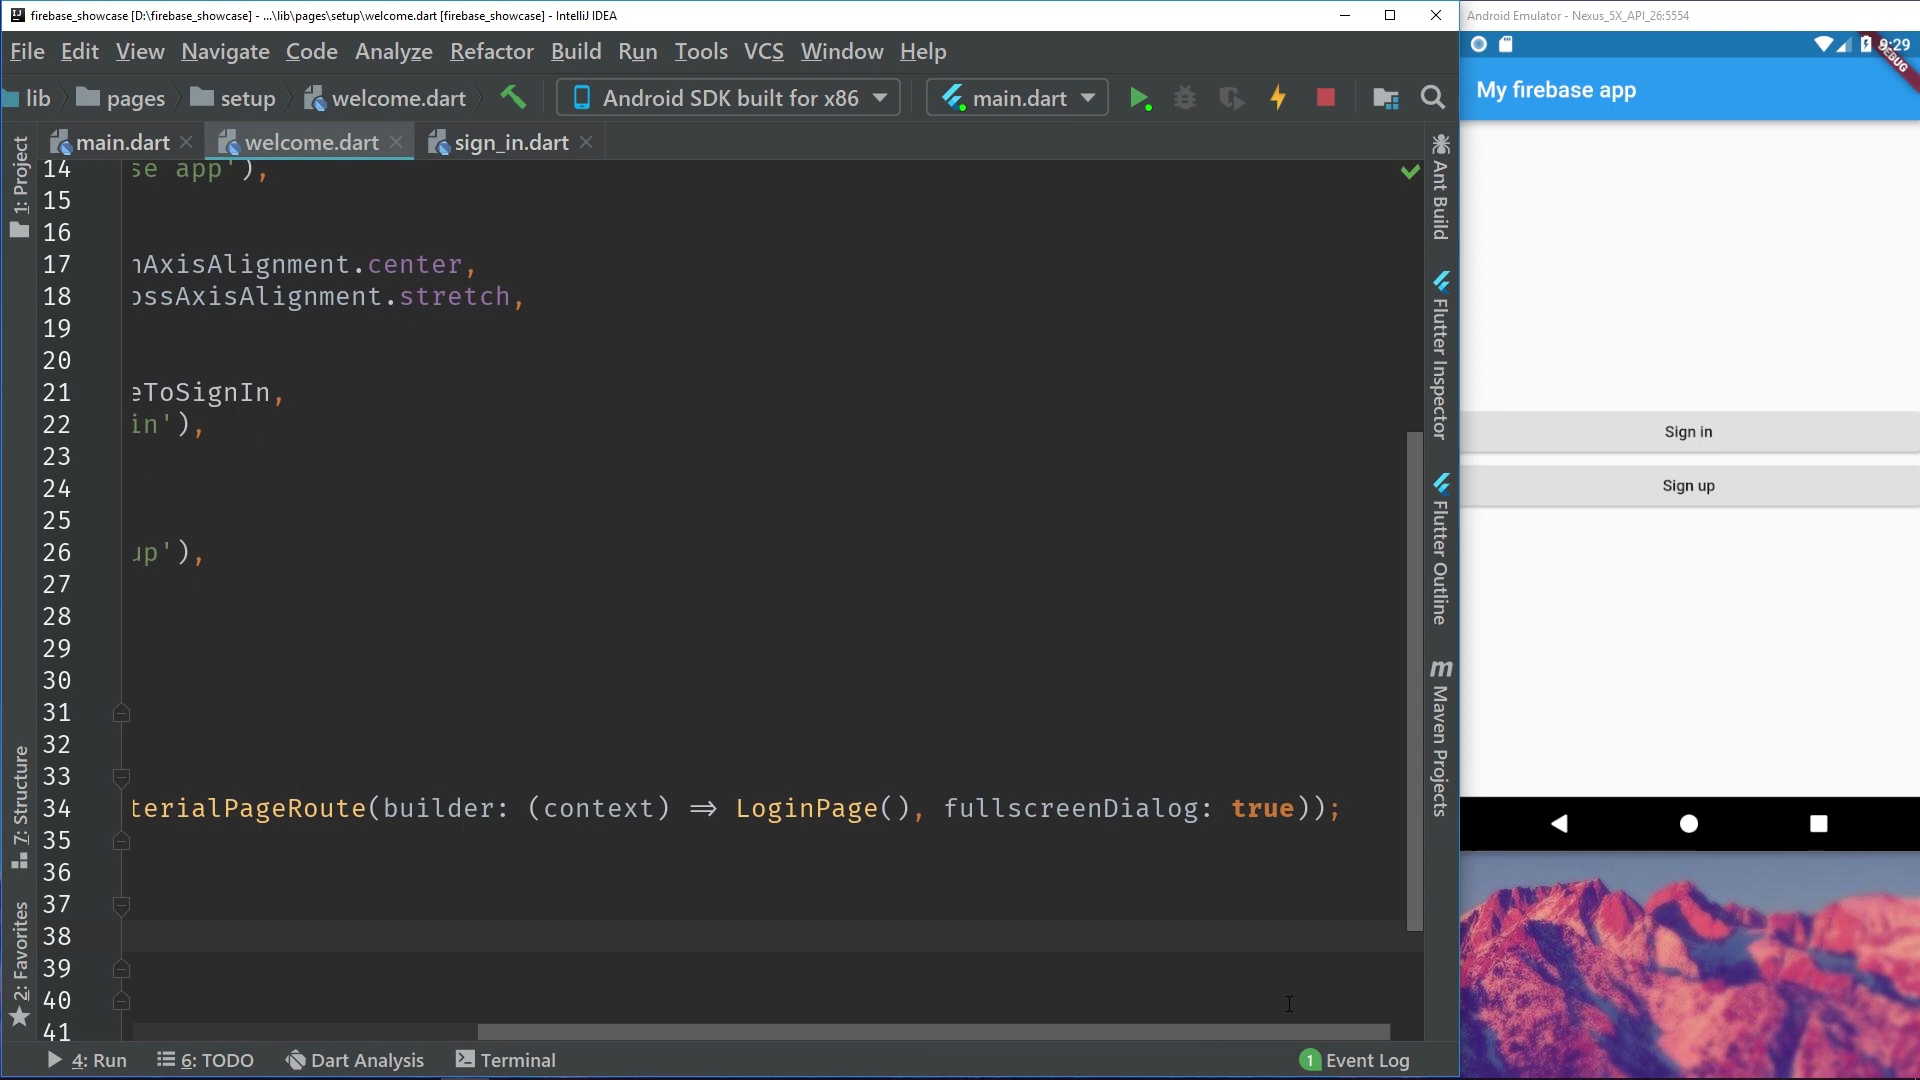 firebase_showcase [D:\firebase_showcase] - ...\lib\pages\setup\welcome.dart [firebase_showcase] - IntelliJ IDEA
File Edit View Navigate Code Analyze Refactor Build Run Tools VCS Window Help
lib pages setup welcome.dart Android SDK built for x86 main.dart
main.dart welcome.dart sign_in.dart
1: Project
7: Structure
2: Favorites
14 se app'),
15
16
17 nAxisAlignment.center,
18 ossAxisAlignment.stretch,
19
20
21 eToSignIn,
22 in'),
23
24
25
26 up'),
27
28
29
30
31
32
33
34 terialPageRoute(builder: (context) => LoginPage(), fullscreenDialog: true));
35
36
37
38
39
40
41
Ant Build
Flutter Inspector
Flutter Outline
m Maven Projects
4: Run 6: TODO Dart Analysis Terminal 1 Event Log
Android Emulator - Nexus_5X_API_26:5554
9:29
DEBUG
My firebase app
Sign in
Sign up